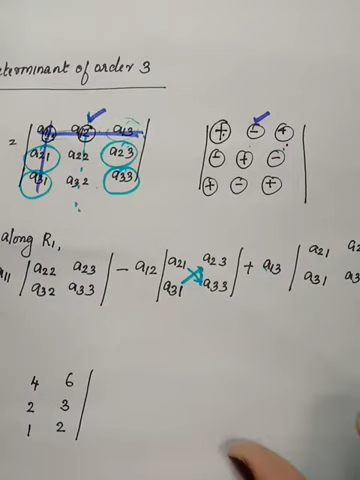 eterminant of order 3
= | a11 a12 a13 | | + - + |
| a21 a22 a23 | | - + - |
| a31 a32 a33 | | + - + |
along R1,
a11 | a22 a23 | - a12 | a21 a23 | + a13 | a21
| a32 a33 | | a31 a33 | | a31
4 6 |
2 3 |
1 2 |